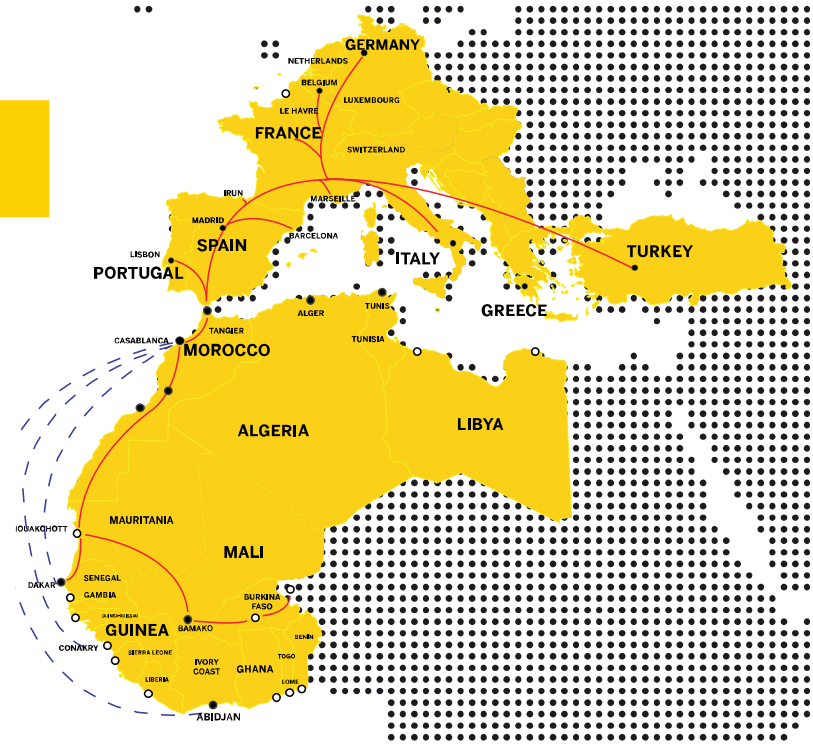 GERMANY
NETHERLANDS
BELGIUM
LUXEMBOURG
LE HAVRE
FRANCE
SWITZERLAND
IRUN
MARSEILLE
MADRID
BARCELONA
SPAIN
LISBON
ITALY
TURKEY
PORTUGAL
GREECE
TUNIS
ALGER
TANGIER
CASABLANCA
TUNISIA
MOROCCO
LIBYA
ALGERIA
MAURITANIA
IOUAKCHOTT
MALI
SENEGAL
DAKAR
GAMBIA
BURKINA
FASO
GUINEA
BAMAKO
BENIN
CONAKRY
SIERRA LEONE
TOGO
IVORY
COAST
GHANA
LIBERIA
LOME
ABIDJAN